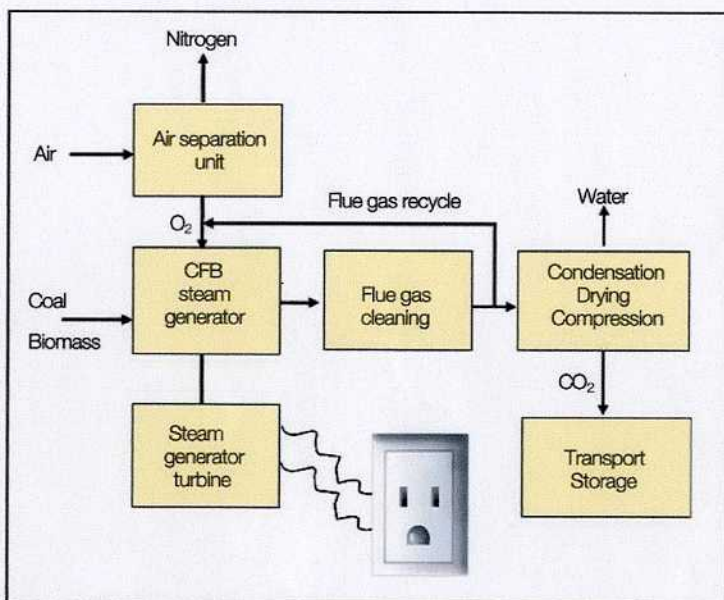 Nitrogen
Air separation
unit
Air
Flue gas recycle
Water
O₂
CFB
steam
generator
Flue gas
cleaning
Condensation
Drying
Compression
Coal
Biomass
CO₂
Steam
generator
turbine
Transport
Storage